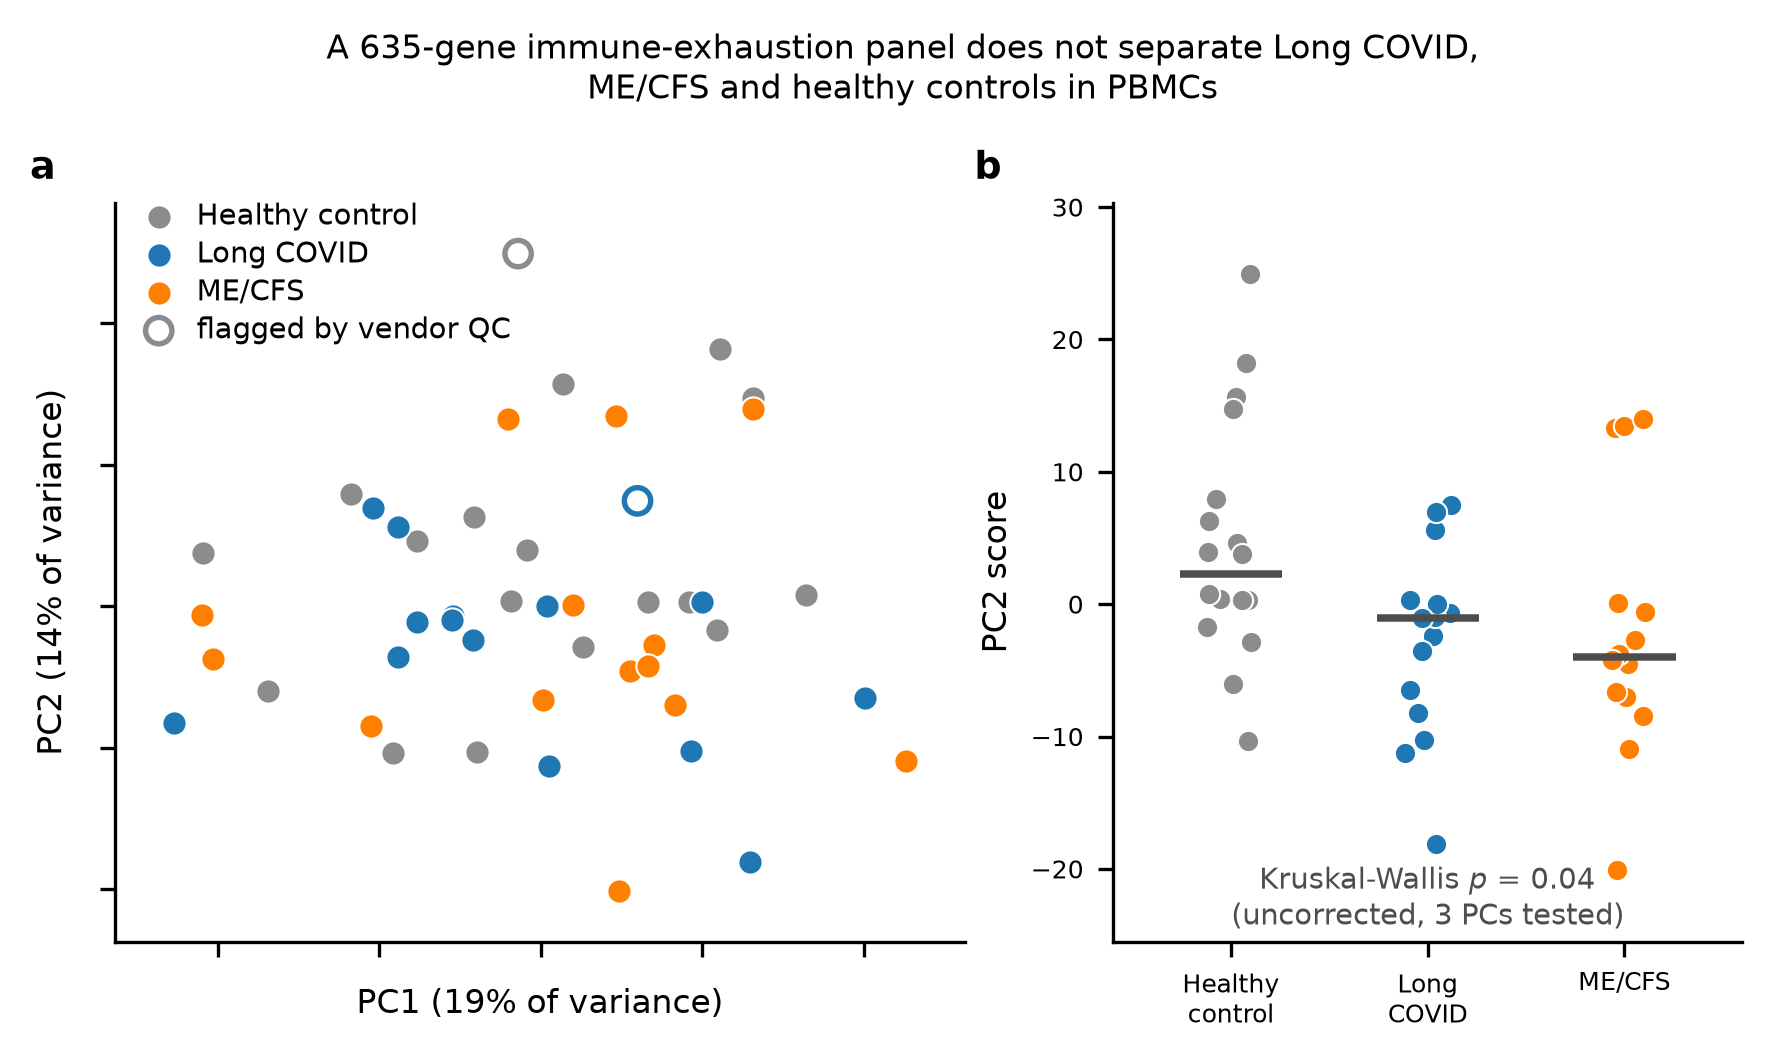 A 635-gene immune-exhaustion panel does not separate Long COVID,
ME/CFS and healthy controls in PBMCs
a
Healthy control
Long COVID
ME/CFS
flagged by vendor QC
PC2 (14% of variance)
PC1 (19% of variance)
b
30
20
10
0
−10
−20
PC2 score
Kruskal-Wallis p = 0.04
(uncorrected, 3 PCs tested)
Healthy
control
Long
COVID
ME/CFS